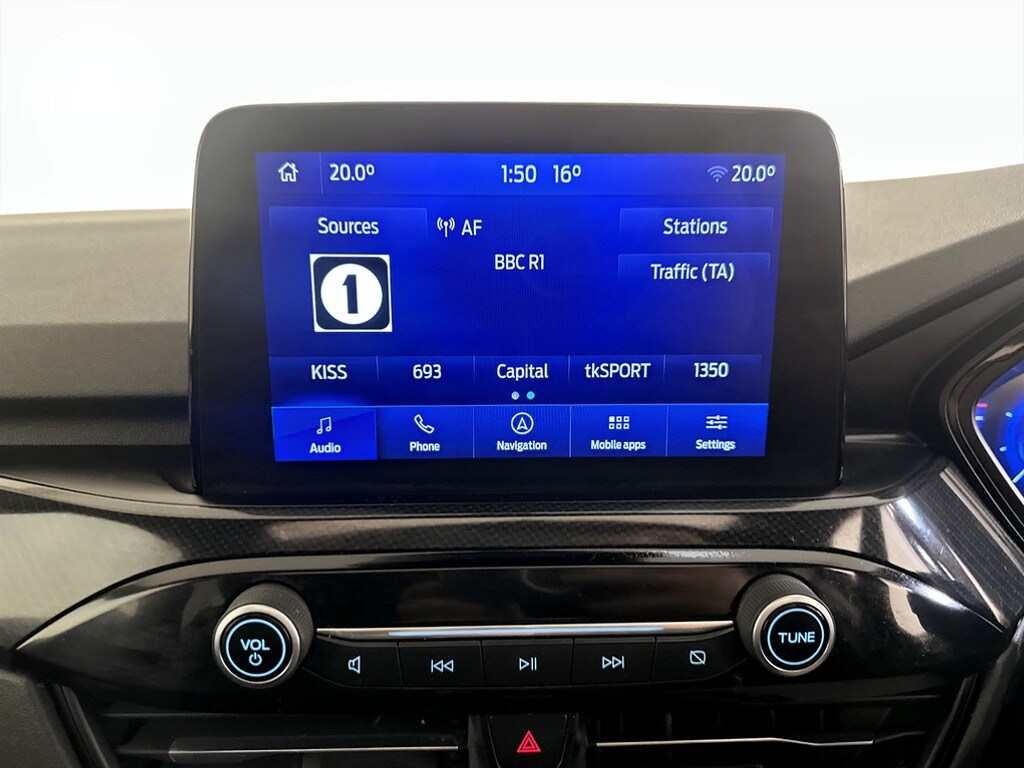 20.0° 1:50 16° 20.0°
Sources AF Stations
BBC R1
Traffic (TA)
1
KISS 693 Capital tkSPORT 1350
Audio Phone Navigation Mobile apps Settings
VOL TUNE